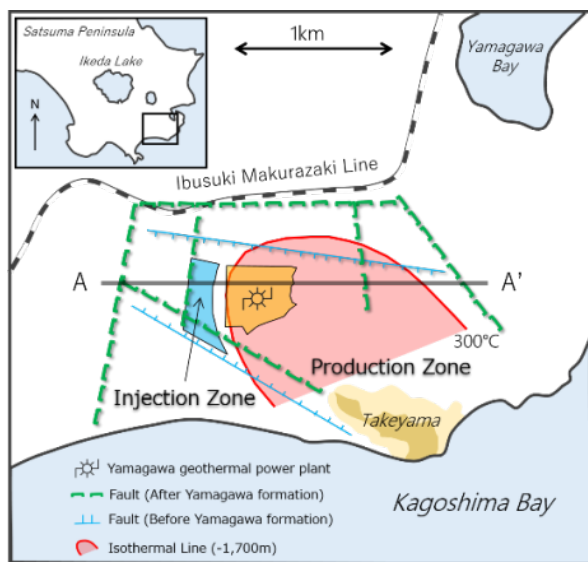 Satsuma Peninsula
Ikeda Lake
N
1km
Yamagawa
Bay
Ibusuki Makurazaki Line
A
A'
300℃
Production Zone
Injection Zone
Takeyama
Yamagawa geothermal power plant
Fault (After Yamagawa formation)
Fault (Before Yamagawa formation)
Isothermal Line (-1,700m)
Kagoshima Bay